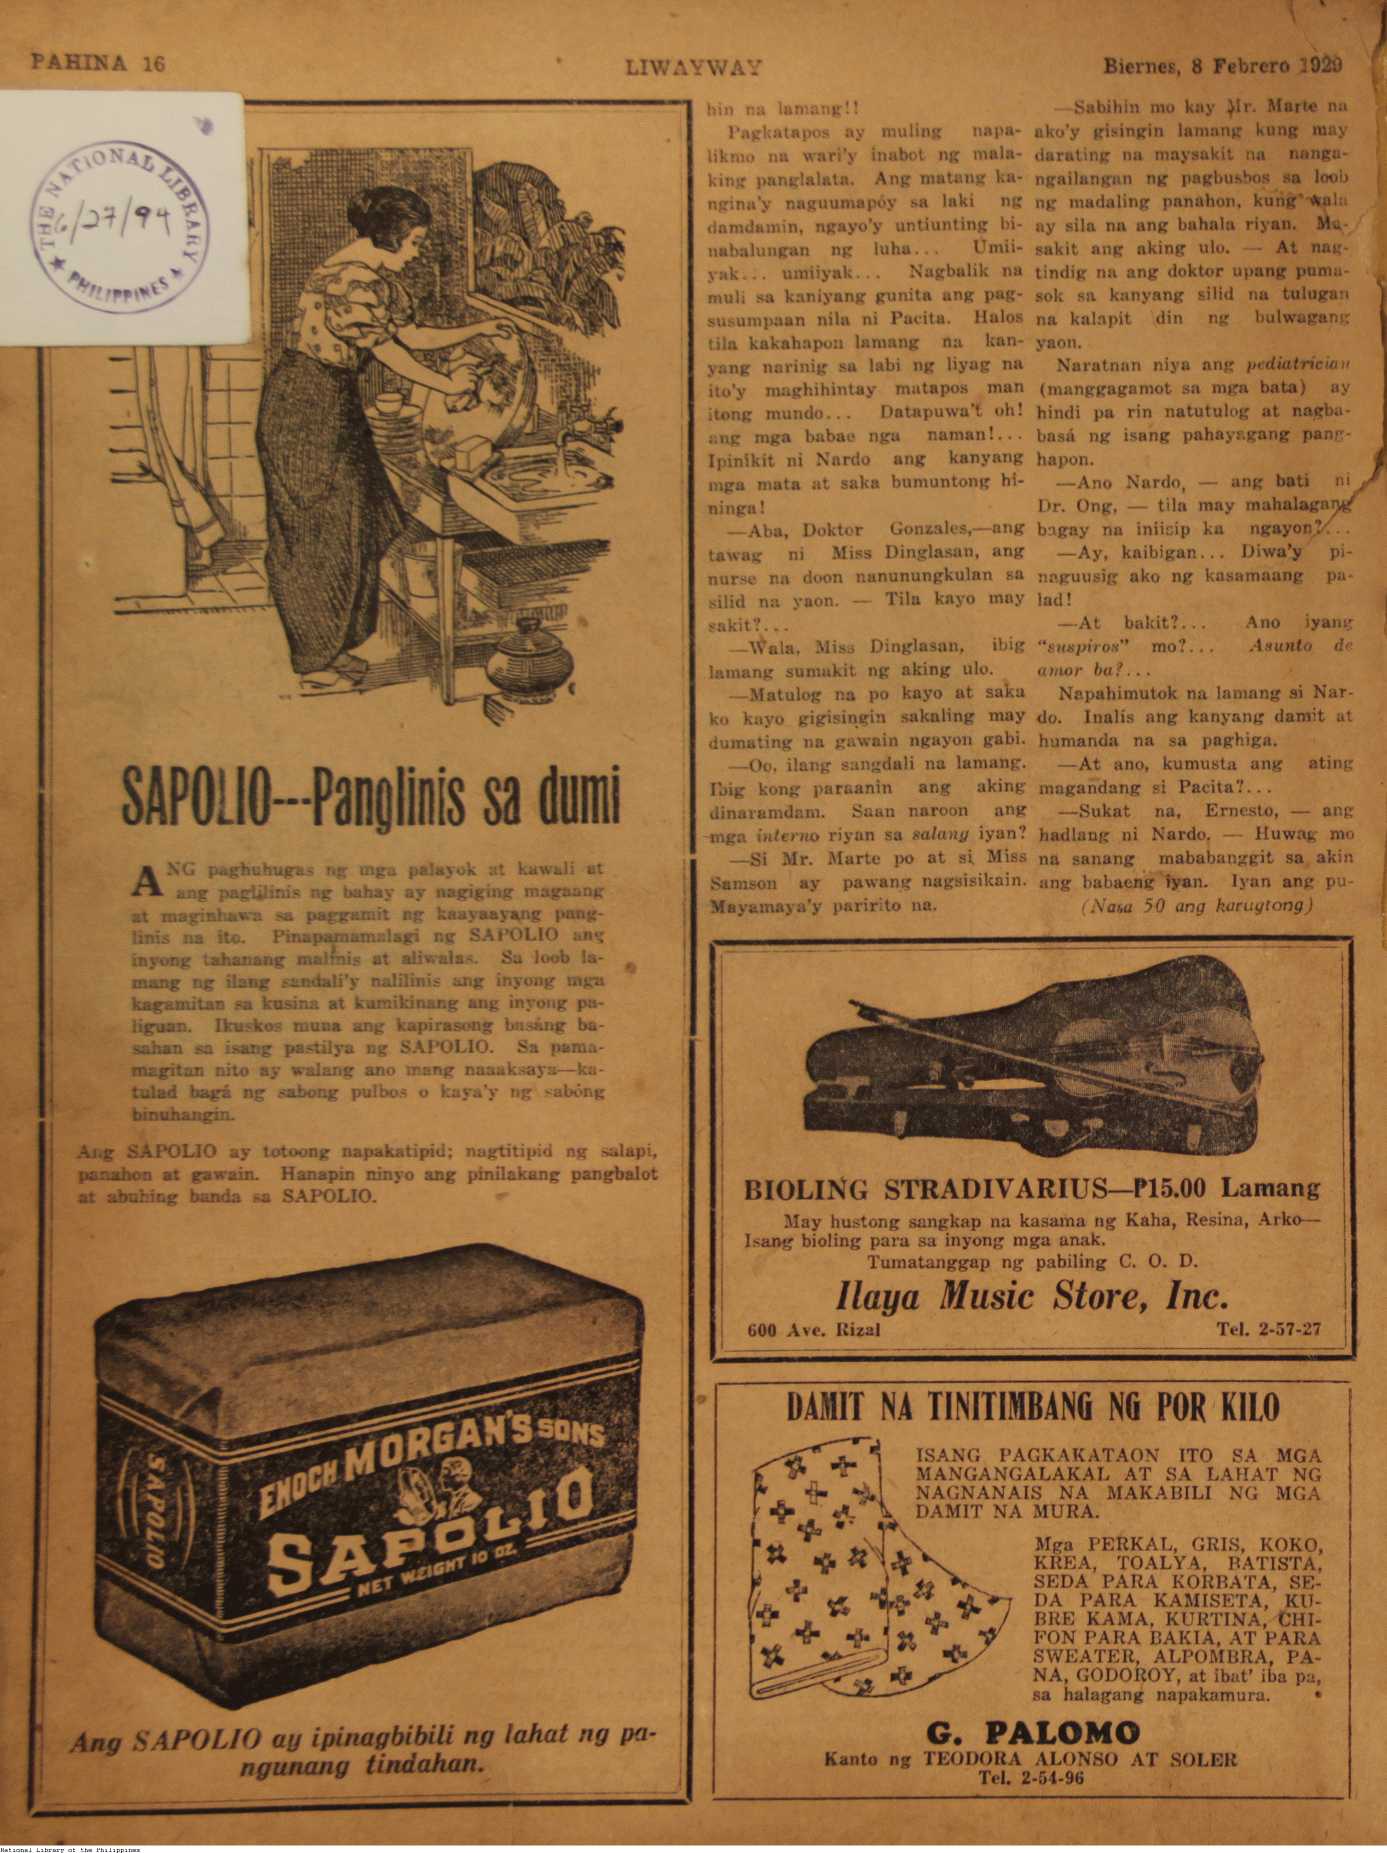 PAHINA 16
LIWAYWAY
Biernes, 8 Febrero 1929
THE NATIONAL LIBRARY
6/27/94
PHILIPPINES
SAPOLIO---Panglinis sa dumi
ANG paghuhugas ng mga palayok at kawali at
ang paglilinis ng bahay ay nagiging magaang
at maginhawa sa paggamit ng kaayaayang pang-
linis na ito. Pinapamamalagi ng SAPOLIO ang
inyong tahanang malinis at aliwalas. Sa loob la-
mang ng ilang sandali'y nalilinis ang inyong mga
kagamitan sa kusina at kumikinang ang inyong pa-
liguan. Ikuskos muna ang kapirasong basáng ba-
sahan sa isang pastilya ng SAPOLIO. Sa pama-
magitan nito ay walang ano mang naaaksaya—ka-
tulad bagá ng sabong pulbos o kaya'y ng sabóng
binuhangin.
Ang SAPOLIO ay totoong napakatipid; nagtitipid ng salapi,
panahon at gawain. Hanapin ninyo ang pinilakang pangbalot
at abuhing banda sa SAPOLIO.
SAPOLIO
ENOCH MORGAN'S SONS
SAPOLIO
NET WEIGHT 10 OZ.
Ang SAPOLIO ay ipinagbibili ng lahat ng pa-
ngunang tindahan.
hin na lamang!!
Pagkatapos ay muling napa-
likmo na wari'y inabot ng mala-
king panglalata. Ang matang ka-
ngina'y naguumapóy sa laki ng
damdamin, ngayo'y untiunting bi-
nabalungan ng luha... Umii-
yak... umiiyak... Nagbalik na
muli sa kaniyang gunita ang pag-
susumpaan nila ni Pacita. Halos
tila kakahapon lamang na kan-
yang narinig sa labi ng liyag na
ito'y maghihintay matapos man
itong mundo... Datapuwa't oh!
ang mga babae nga naman!...
Ipinikit ni Nardo ang kanyang
mga mata at saka bumuntong hi-
ninga!
—Aba, Doktor Gonzales,—ang
tawag ni Miss Dinglasan, ang
nurse na doon nanunungkulan sa
silid na yaon. — Tila kayo may
sakit?...
—Wala, Miss Dinglasan, ibig
lamang sumakit ng aking ulo.
—Matulog na po kayo at saka
ko kayo gigisingin sakaling may
dumating na gawain ngayon gabi.
—Oo, ilang sangdali na lamang.
Ibig kong paraanin ang aking
dinaramdam. Saan naroon ang
mga interno riyan sa salang iyan?
—Si Mr. Marte po at si Miss
Samson ay pawang nagsisikain.
Mayamaya'y paririto na.
—Sabihin mo kay Mr. Marte na
ako'y gisingin lamang kung may
darating na maysakit na nanga-
ngailangan ng pagbusbos sa loob
ng madaling panahon, kung wala
ay sila na ang bahala riyan. Ma-
sakit ang aking ulo. — At nag-
tindig na ang doktor upang puma-
sok sa kanyang silid na tulugan
na kalapit din ng bulwagang
yaon.
Naratnan niya ang pediatrician
(manggagamot sa mga bata) ay
hindi pa rin natutulog at nagba-
basá ng isang pahayagang pang-
hapon.
—Ano Nardo, — ang bati ni
Dr. Ong, — tila may mahalagang
bagay na iniisip ka ngayon?...
—Ay, kaibigan... Diwa'y pi-
naguusig ako ng kasamaang pa-
lad!
—At bakit?... Ano iyang
"suspiros" mo?... Asunto de
amor ba?...
Napahimutok na lamang si Nar-
do. Inalis ang kanyang damit at
humanda na sa paghiga.
—At ano, kumusta ang ating
magandang si Pacita?...
—Sukat na, Ernesto, — ang
hadlang ni Nardo, — Huwag mo
na sanang mababanggit sa akin
ang babaeng iyan. Iyan ang pu-
(Nasa 50 ang karugtong)
BIOLING STRADIVARIUS—₱15.00 Lamang
May hustong sangkap na kasama ng Kaha, Resina, Arko—
Isang bioling para sa inyong mga anak.
Tumatanggap ng pabiling C. O. D.
Ilaya Music Store, Inc.
600 Ave. Rizal
Tel. 2-57-27
DAMIT NA TINITIMBANG NG POR KILO
ISANG PAGKAKATAON ITO SA MGA
MANGANGALAKAL AT SA LAHAT NG
NAGNANAIS NA MAKABILI NG MGA
DAMIT NA MURA.
Mga PERKAL, GRIS, KOKO,
KREA, TOALYA, BATISTA,
SEDA PARA KORBATA, SE-
DA PARA KAMISETA, KU-
BRE KAMA, KURTINA, CHI-
FON PARA BAKIA, AT PARA
SWEATER, ALPOMBRA, PA-
NA, GODOROY, at ibat' iba pa,
sa halagang napakamura.
G. PALOMO
Kanto ng TEODORA ALONSO AT SOLER
Tel. 2-54-96
National Library of the Philippines